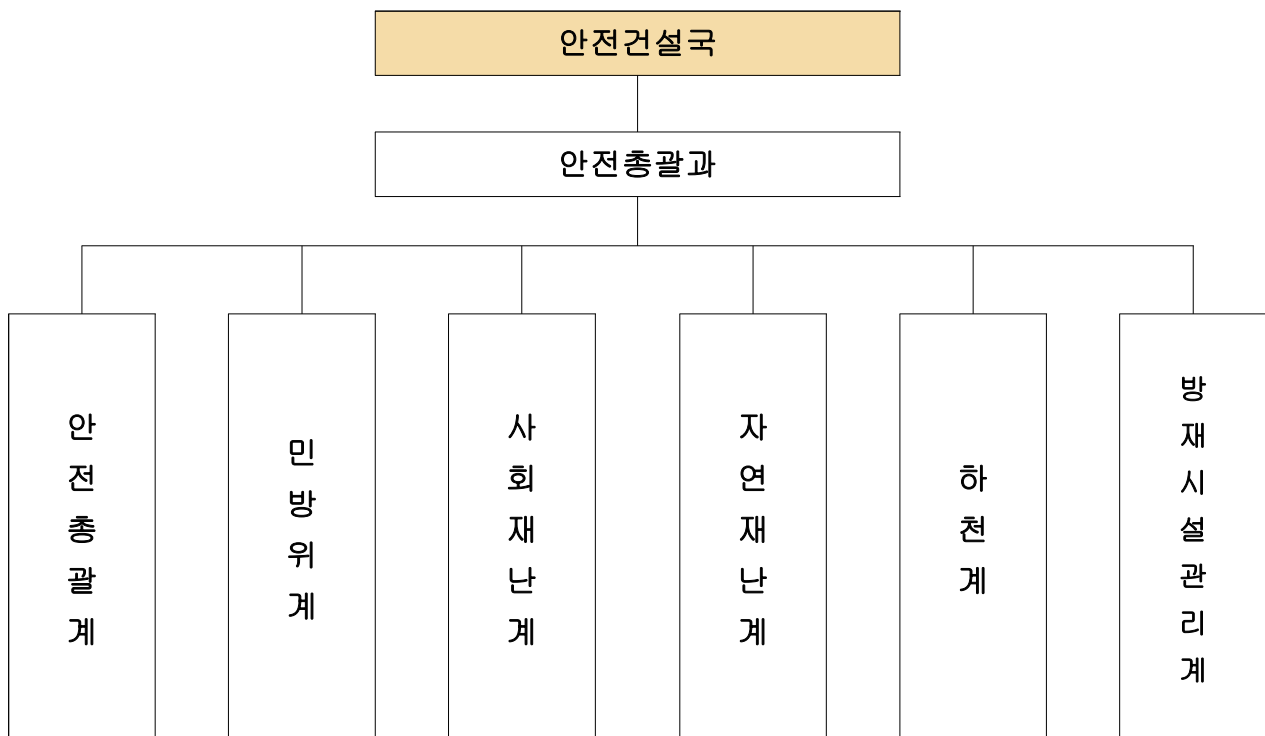 안전건설국
안전총괄과
안전총괄계
민방위계
사회재난계
자연재난계
하천계
방재시설관리계